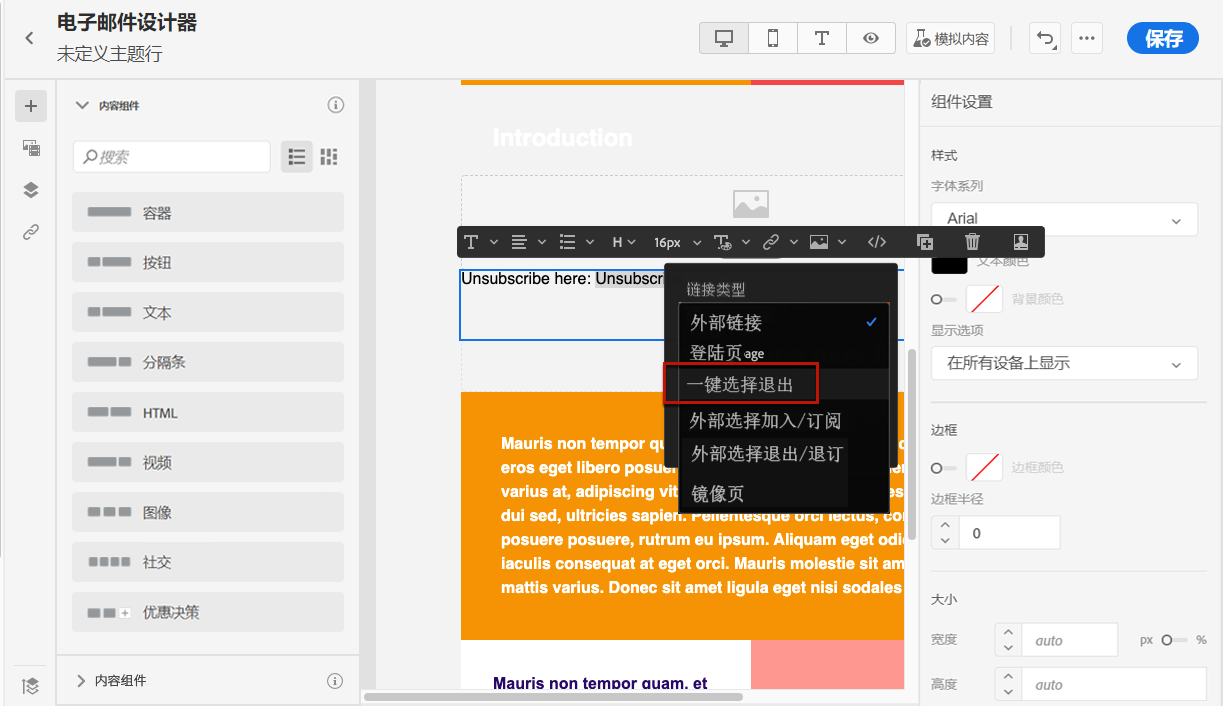 电子邮件设计器
未定义主题行
模拟内容
保存
内容组件
搜索
容器
按钮
文本
分隔条
HTML
视频
图像
社交
优惠决策
内容组件
Introduction
H
16px
Unsubscribe here: Unsubscri
链接类型
外部链接
登陆页age
一键选择退出
外部选择加入/订阅
外部选择退出/退订
镜像页
Mauris non tempor qu
eros eget libero posuer
varius at, adipiscing vit
dui sed, ultricies sapien. Pellentesque orci lectus, con
posuere posuere, rutrum eu ipsum. Aliquam eget odio
iaculis consequat at eget orci. Mauris molestie sit am
mattis varius. Donec sit amet ligula eget nisi sodales
Mauris non tempor quam, et
组件设置
样式
字体系列
Arial
文本颜色
背景颜色
显示选项
在所有设备上显示
边框
边框颜色
边框半径
0
大小
宽度
auto
px
%
高度
auto